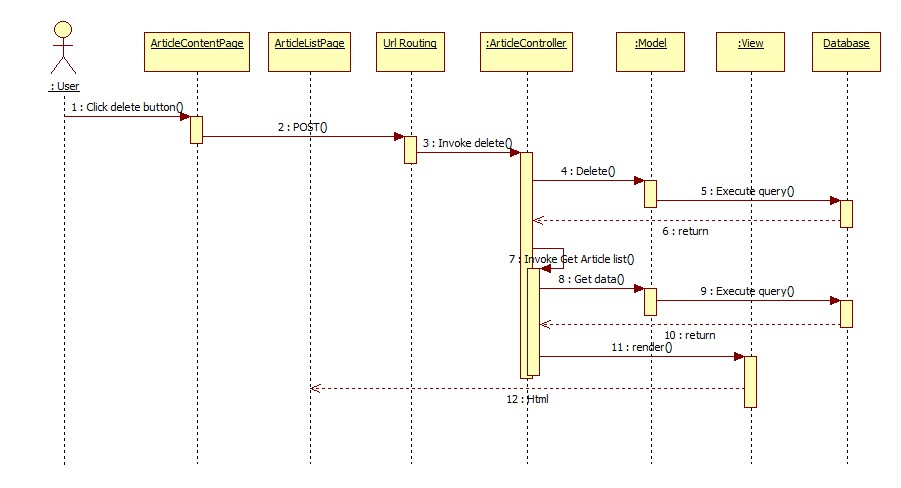 ArticleContentPage
ArticleListPage
Url Routing
:ArticleController
:Model
:View
Database
: User
1 : Click delete button()
2 : POST()
3 : Invoke delete()
4 : Delete()
5 : Execute query()
6 : return
7 : Invoke Get Article list()
8 : Get data()
9 : Execute query()
10 : return
11 : render()
12 : Html